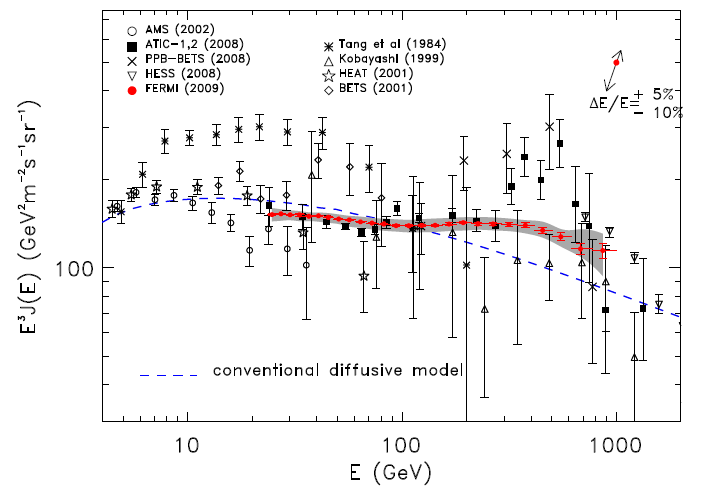 AMS (2002)
ATIC-1,2 (2008)
PPB-BETS (2008)
HESS (2008)
FERMI (2009)
Tang et al (1984)
Kobayashi (1999)
HEAT (2001)
BETS (2001)
ΔE/E=+ 5%
− 10%
E³J(E) (GeV²m⁻²s⁻¹sr⁻¹)
100
conventional diffusive model
10
100
1000
E (GeV)